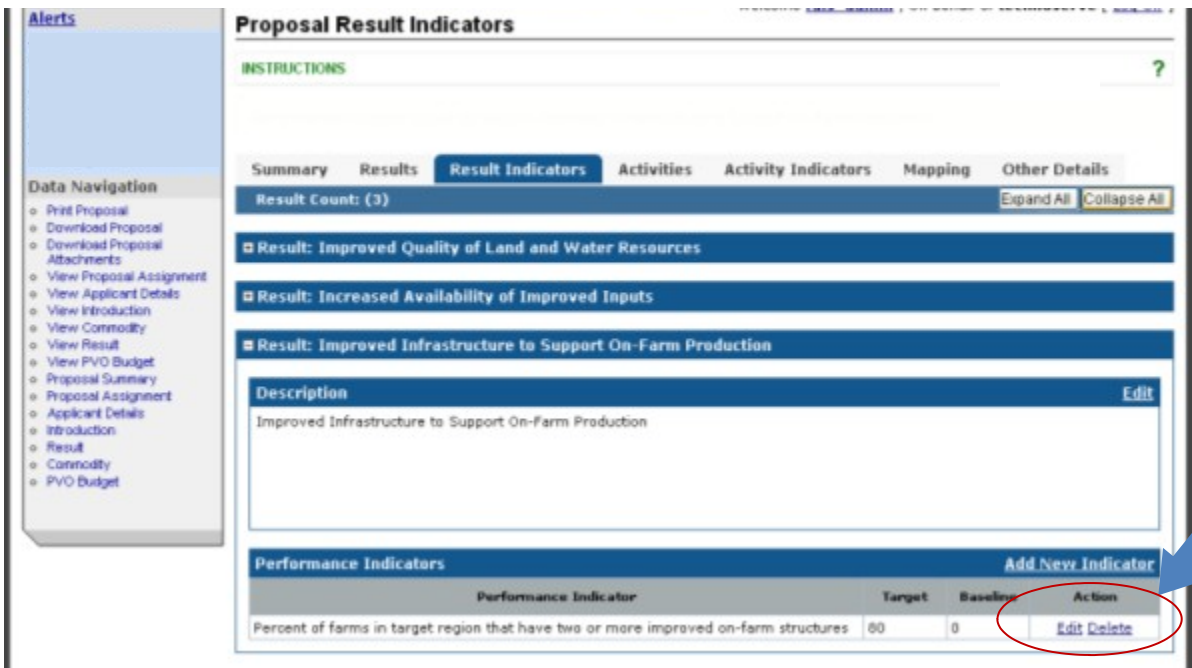 Alerts
Proposal Result Indicators
INSTRUCTIONS
?
Summary Results Result Indicators Activities Activity Indicators Mapping Other Details
Result Count: (3) Expand All Collapse All
Data Navigation
Print Proposal
Download Proposal
Download Proposal
Attachments
View Proposal Assignment
View Applicant Details
View Introduction
View Commodity
View Result
View PVO Budget
Proposal Summary
Proposal Assignment
Applicant Details
Introduction
Result
Commodity
PVO Budget
Result: Improved Quality of Land and Water Resources
Result: Increased Availability of Improved Inputs
Result: Improved Infrastructure to Support On-Farm Production
Description Edit
Improved Infrastructure to Support On-Farm Production
Performance Indicators Add New Indicator
Performance Indicator Target Baseline Action
Percent of farms in target region that have two or more improved on-farm structures 80 0 Edit Delete